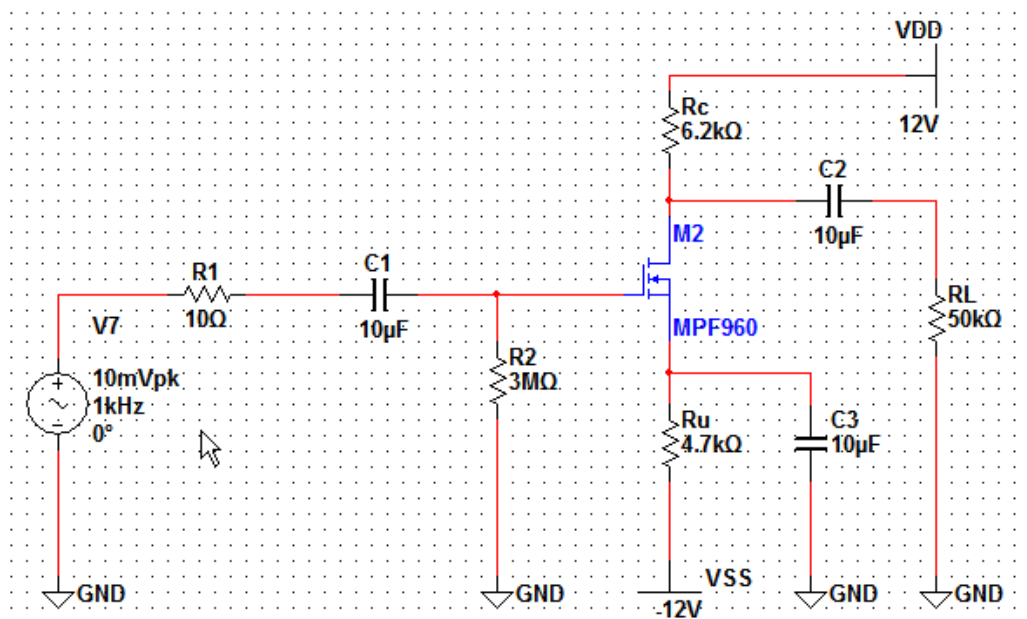 VDD
Rc
6.2kΩ
12V
C2
10µF
M2
C1
10µF
R1
10Ω
RL
50kΩ
V7
MPF960
R2
3MΩ
10mVpk
1kHz
0°
Ru
4.7kΩ
C3
10µF
VSS
-12V
GND
GND
GND
GND